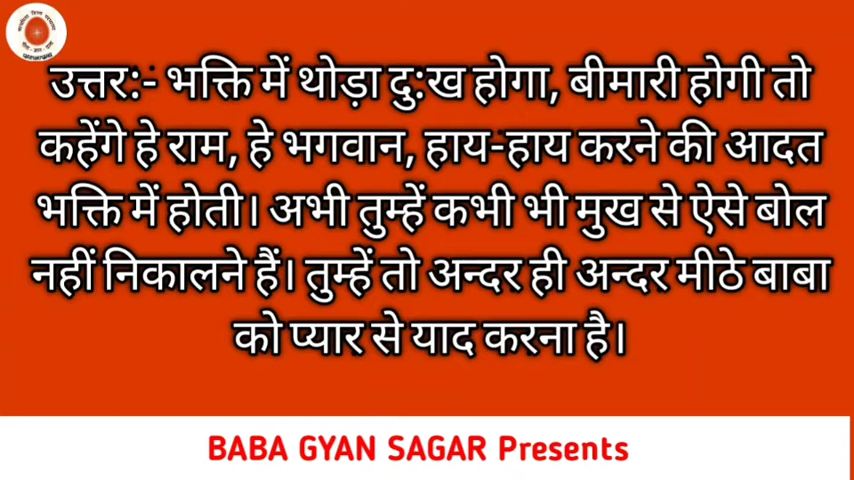 उत्तर:- भक्ति में थोड़ा दु:ख होगा, बीमारी होगी तो
कहेंगे हे राम, हे भगवान, हाय-हाय करने की आदत
भक्ति में होती। अभी तुम्हें कभी भी मुख से ऐसे बोल
नहीं निकालने हैं। तुम्हें तो अन्दर ही अन्दर मीठे बाबा
को प्यार से याद करना है।
BABA GYAN SAGAR Presents